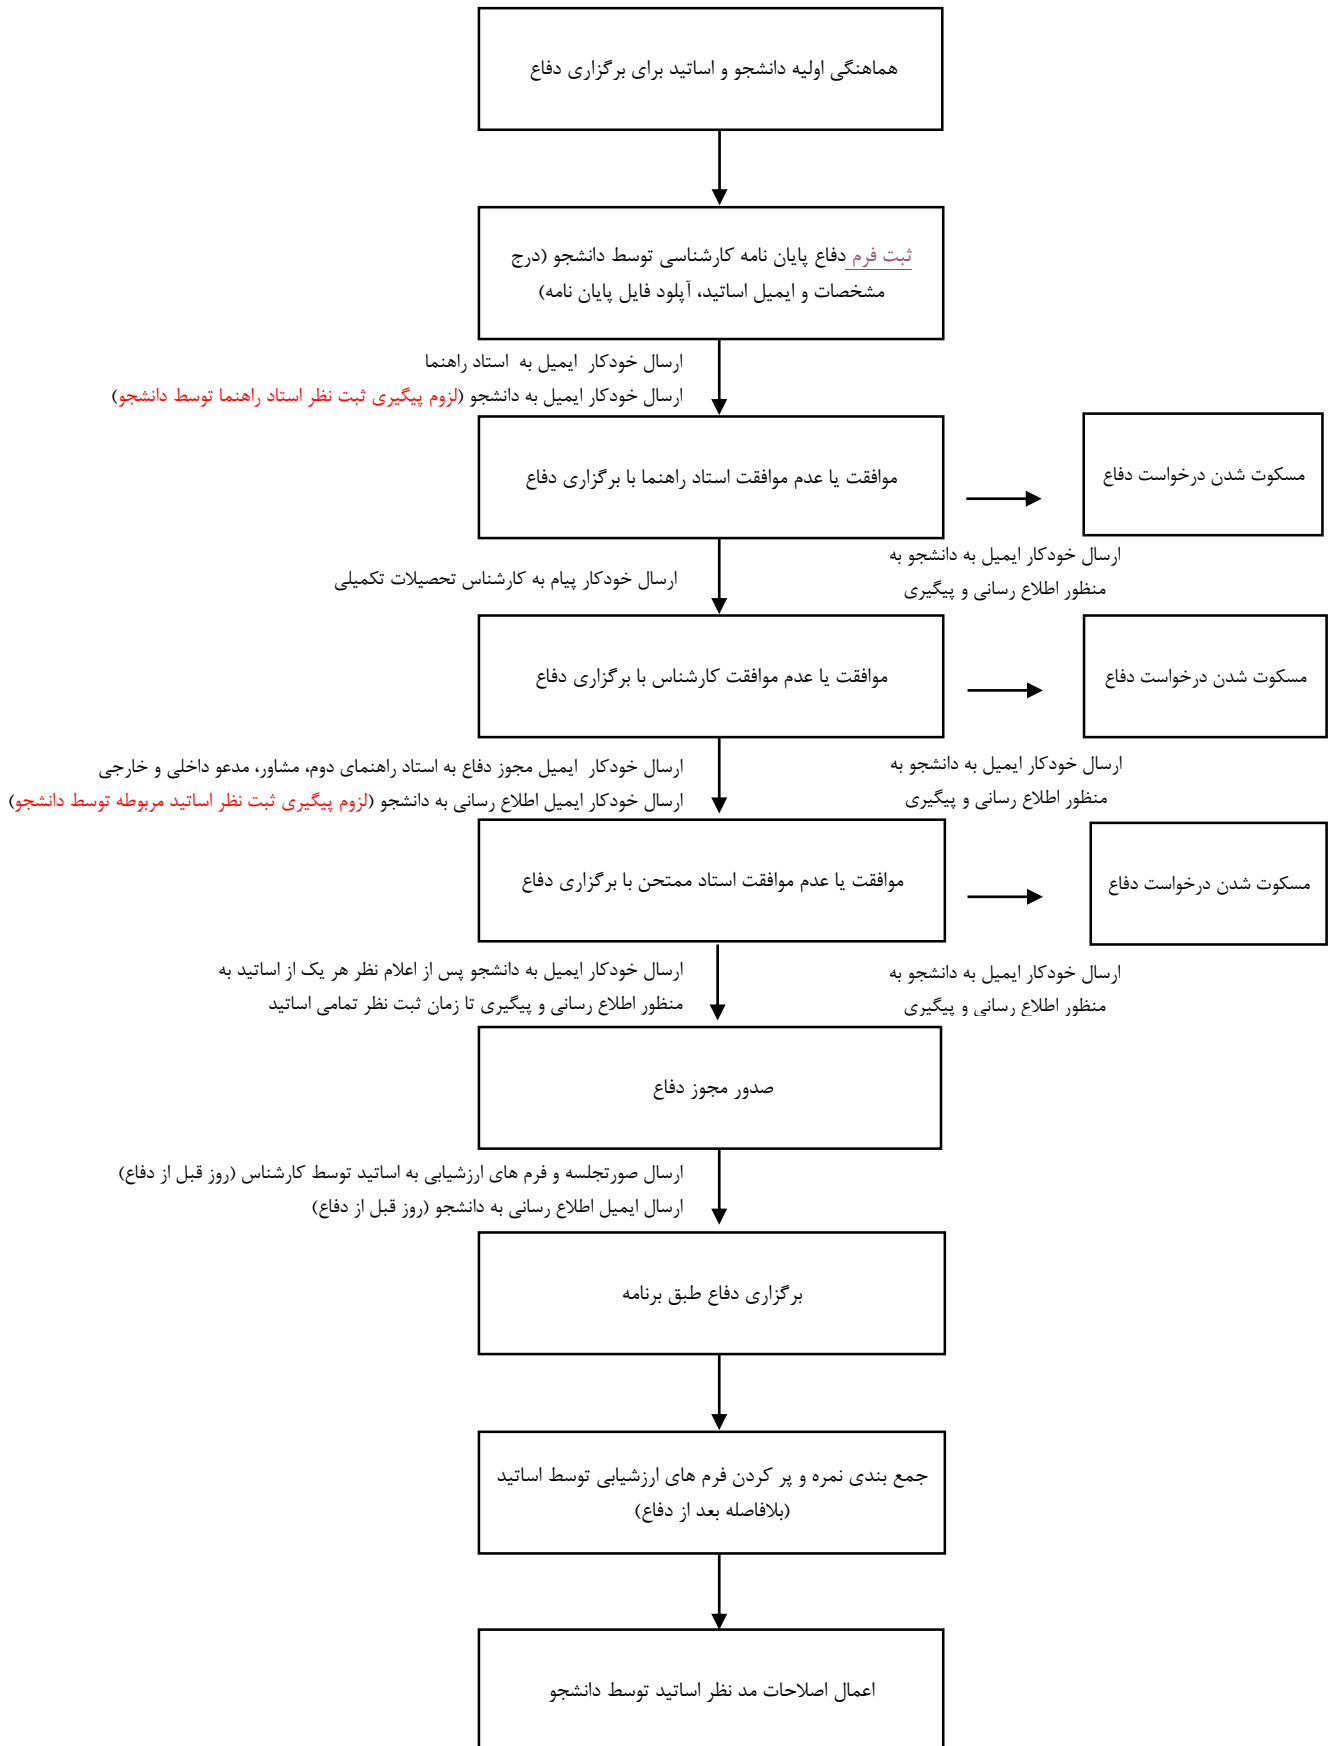 هماهنگی اولیه دانشجو و اساتید برای برگزاری دفاع
ثبت فرم دفاع پایان نامه کارشناسی توسط دانشجو (درج
مشخصات و ایمیل اساتید، آپلود فایل پایان نامه)
ارسال خودکار ایمیل به استاد راهنما
ارسال خودکار ایمیل به دانشجو (لزوم پیگیری ثبت نظر استاد راهنما توسط دانشجو)
موافقت یا عدم موافقت استاد راهنما با برگزاری دفاع
مسکوت شدن درخواست دفاع
ارسال خودکار ایمیل به دانشجو به
منظور اطلاع رسانی و پیگیری
ارسال خودکار پیام به کارشناس تحصیلات تکمیلی
موافقت یا عدم موافقت کارشناس با برگزاری دفاع
مسکوت شدن درخواست دفاع
ارسال خودکار ایمیل به دانشجو به
منظور اطلاع رسانی و پیگیری
ارسال خودکار ایمیل مجوز دفاع به استاد راهنمای دوم، مشاور، مدعو داخلی و خارجی
ارسال خودکار ایمیل اطلاع رسانی به دانشجو (لزوم پیگیری ثبت نظر اساتید مربوطه توسط دانشجو)
موافقت یا عدم موافقت استاد ممتحن با برگزاری دفاع
مسکوت شدن درخواست دفاع
ارسال خودکار ایمیل به دانشجو به
منظور اطلاع رسانی و پیگیری
ارسال خودکار ایمیل به دانشجو پس از اعلام نظر هر یک از اساتید به
منظور اطلاع رسانی و پیگیری تا زمان ثبت نظر تمامی اساتید
صدور مجوز دفاع
ارسال صورتجلسه و فرم های ارزشیابی به اساتید توسط کارشناس (روز قبل از دفاع)
ارسال ایمیل اطلاع رسانی به دانشجو (روز قبل از دفاع)
برگزاری دفاع طبق برنامه
جمع بندی نمره و پر کردن فرم های ارزشیابی توسط اساتید
(بلافاصله بعد از دفاع)
اعمال اصلاحات مد نظر اساتید توسط دانشجو